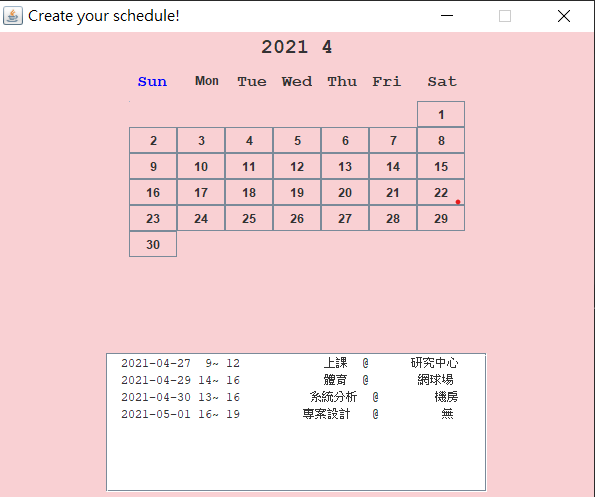 Create your schedule!
2021 4
Sun Mon Tue Wed Thu Fri Sat
1
2 3 4 5 6 7 8
9 10 11 12 13 14 15
16 17 18 19 20 21 22
23 24 25 26 27 28 29
30
2021-04-27 9~ 12 上課 @ 研究中心
2021-04-29 14~ 16 體育 @ 網球場
2021-04-30 13~ 16 系統分析 @ 機房
2021-05-01 16~ 19 專案設計 @ 無